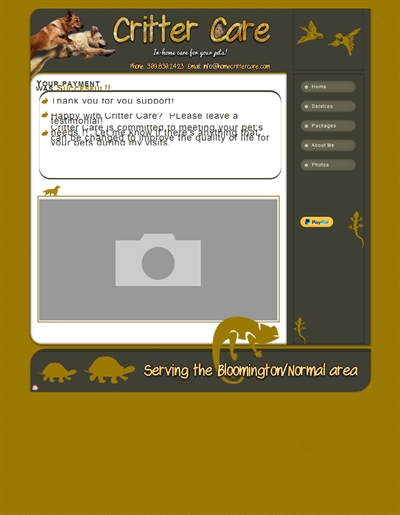 Critter Care
In-home care for your pets!
Phone: 309.838.2423 Email: info@homecrittercare.com
Your payment
was Successful!!
Thank you for you support!
Happy with Critter Care? PLease leave a
testimonial!
Critter Care is committed to meeting your pet's
needs !!. Let me know if there's anything that
can be changed to improve the quality of life for
your pets during my visits.
Home
Services
Packages
About Me
Photos
PayPal
Serving the Bloomington/Normal area